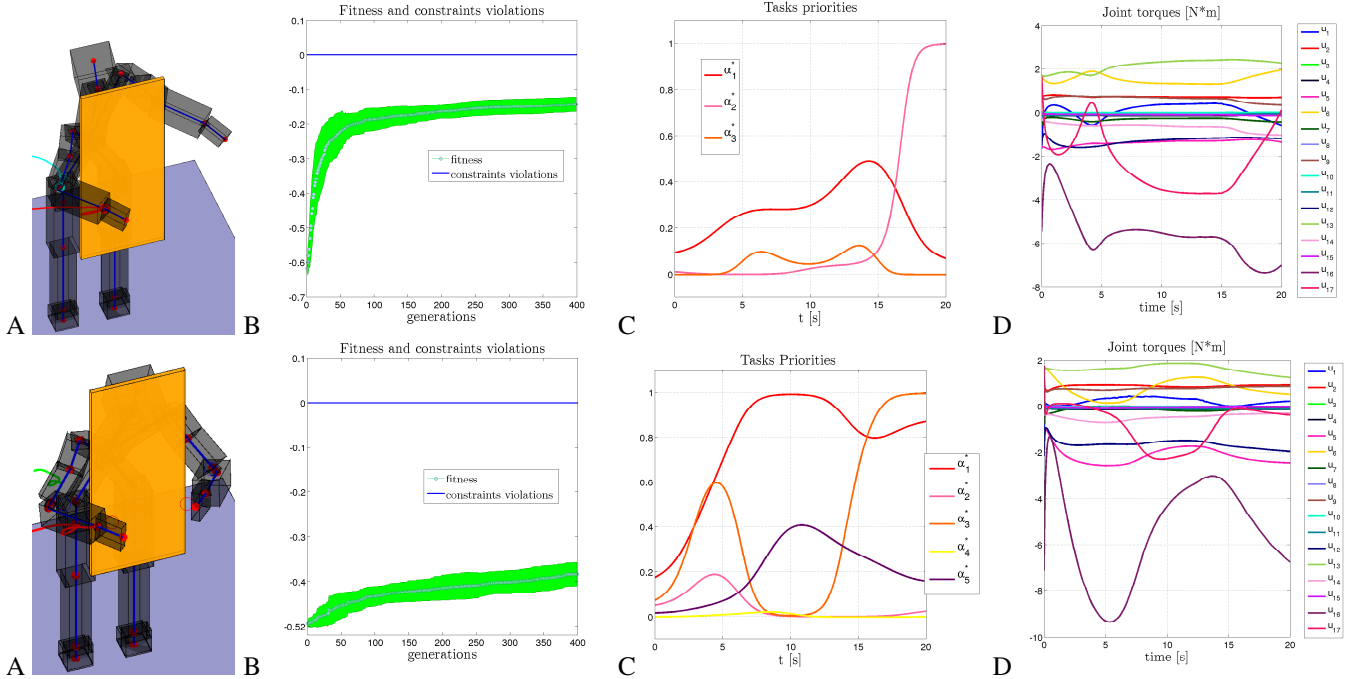 Fitness and constraints violations
0.1
0
-0.1
-0.2
-0.3
-0.4
-0.5
-0.6
-0.7
0 50 100 150 200 250 300 350 400
generations
fitness
constraints violations
Tasks priorities
1
0.8
0.6
0.4
0.2
0
0 5 10 15 20
t [s]
α*1
α*2
α*3
Joint torques [N*m]
4
2
0
-2
-4
-6
-8
0 5 10 15 20
time [s]
u1
u2
u3
u4
u5
u6
u7
u8
u9
u10
u11
u12
u13
u14
u15
u16
u17
A B C D
Fitness and constraints violations
0.1
0
-0.1
-0.2
-0.3
-0.4
-0.52
0 50 100 150 200 250 300 350 400
generations
fitness
constraints violations
Tasks Priorities
1
0.8
0.6
0.4
0.2
0
0 5 10 15 20
t [s]
α*1
α*2
α*3
α*4
α*5
Joint torques [N*m]
2
0
-2
-4
-6
-8
-10
0 5 10 15 20
time [s]
u1
u2
u3
u4
u5
u6
u7
u8
u9
u10
u11
u12
u13
u14
u15
u16
u17
A B C D